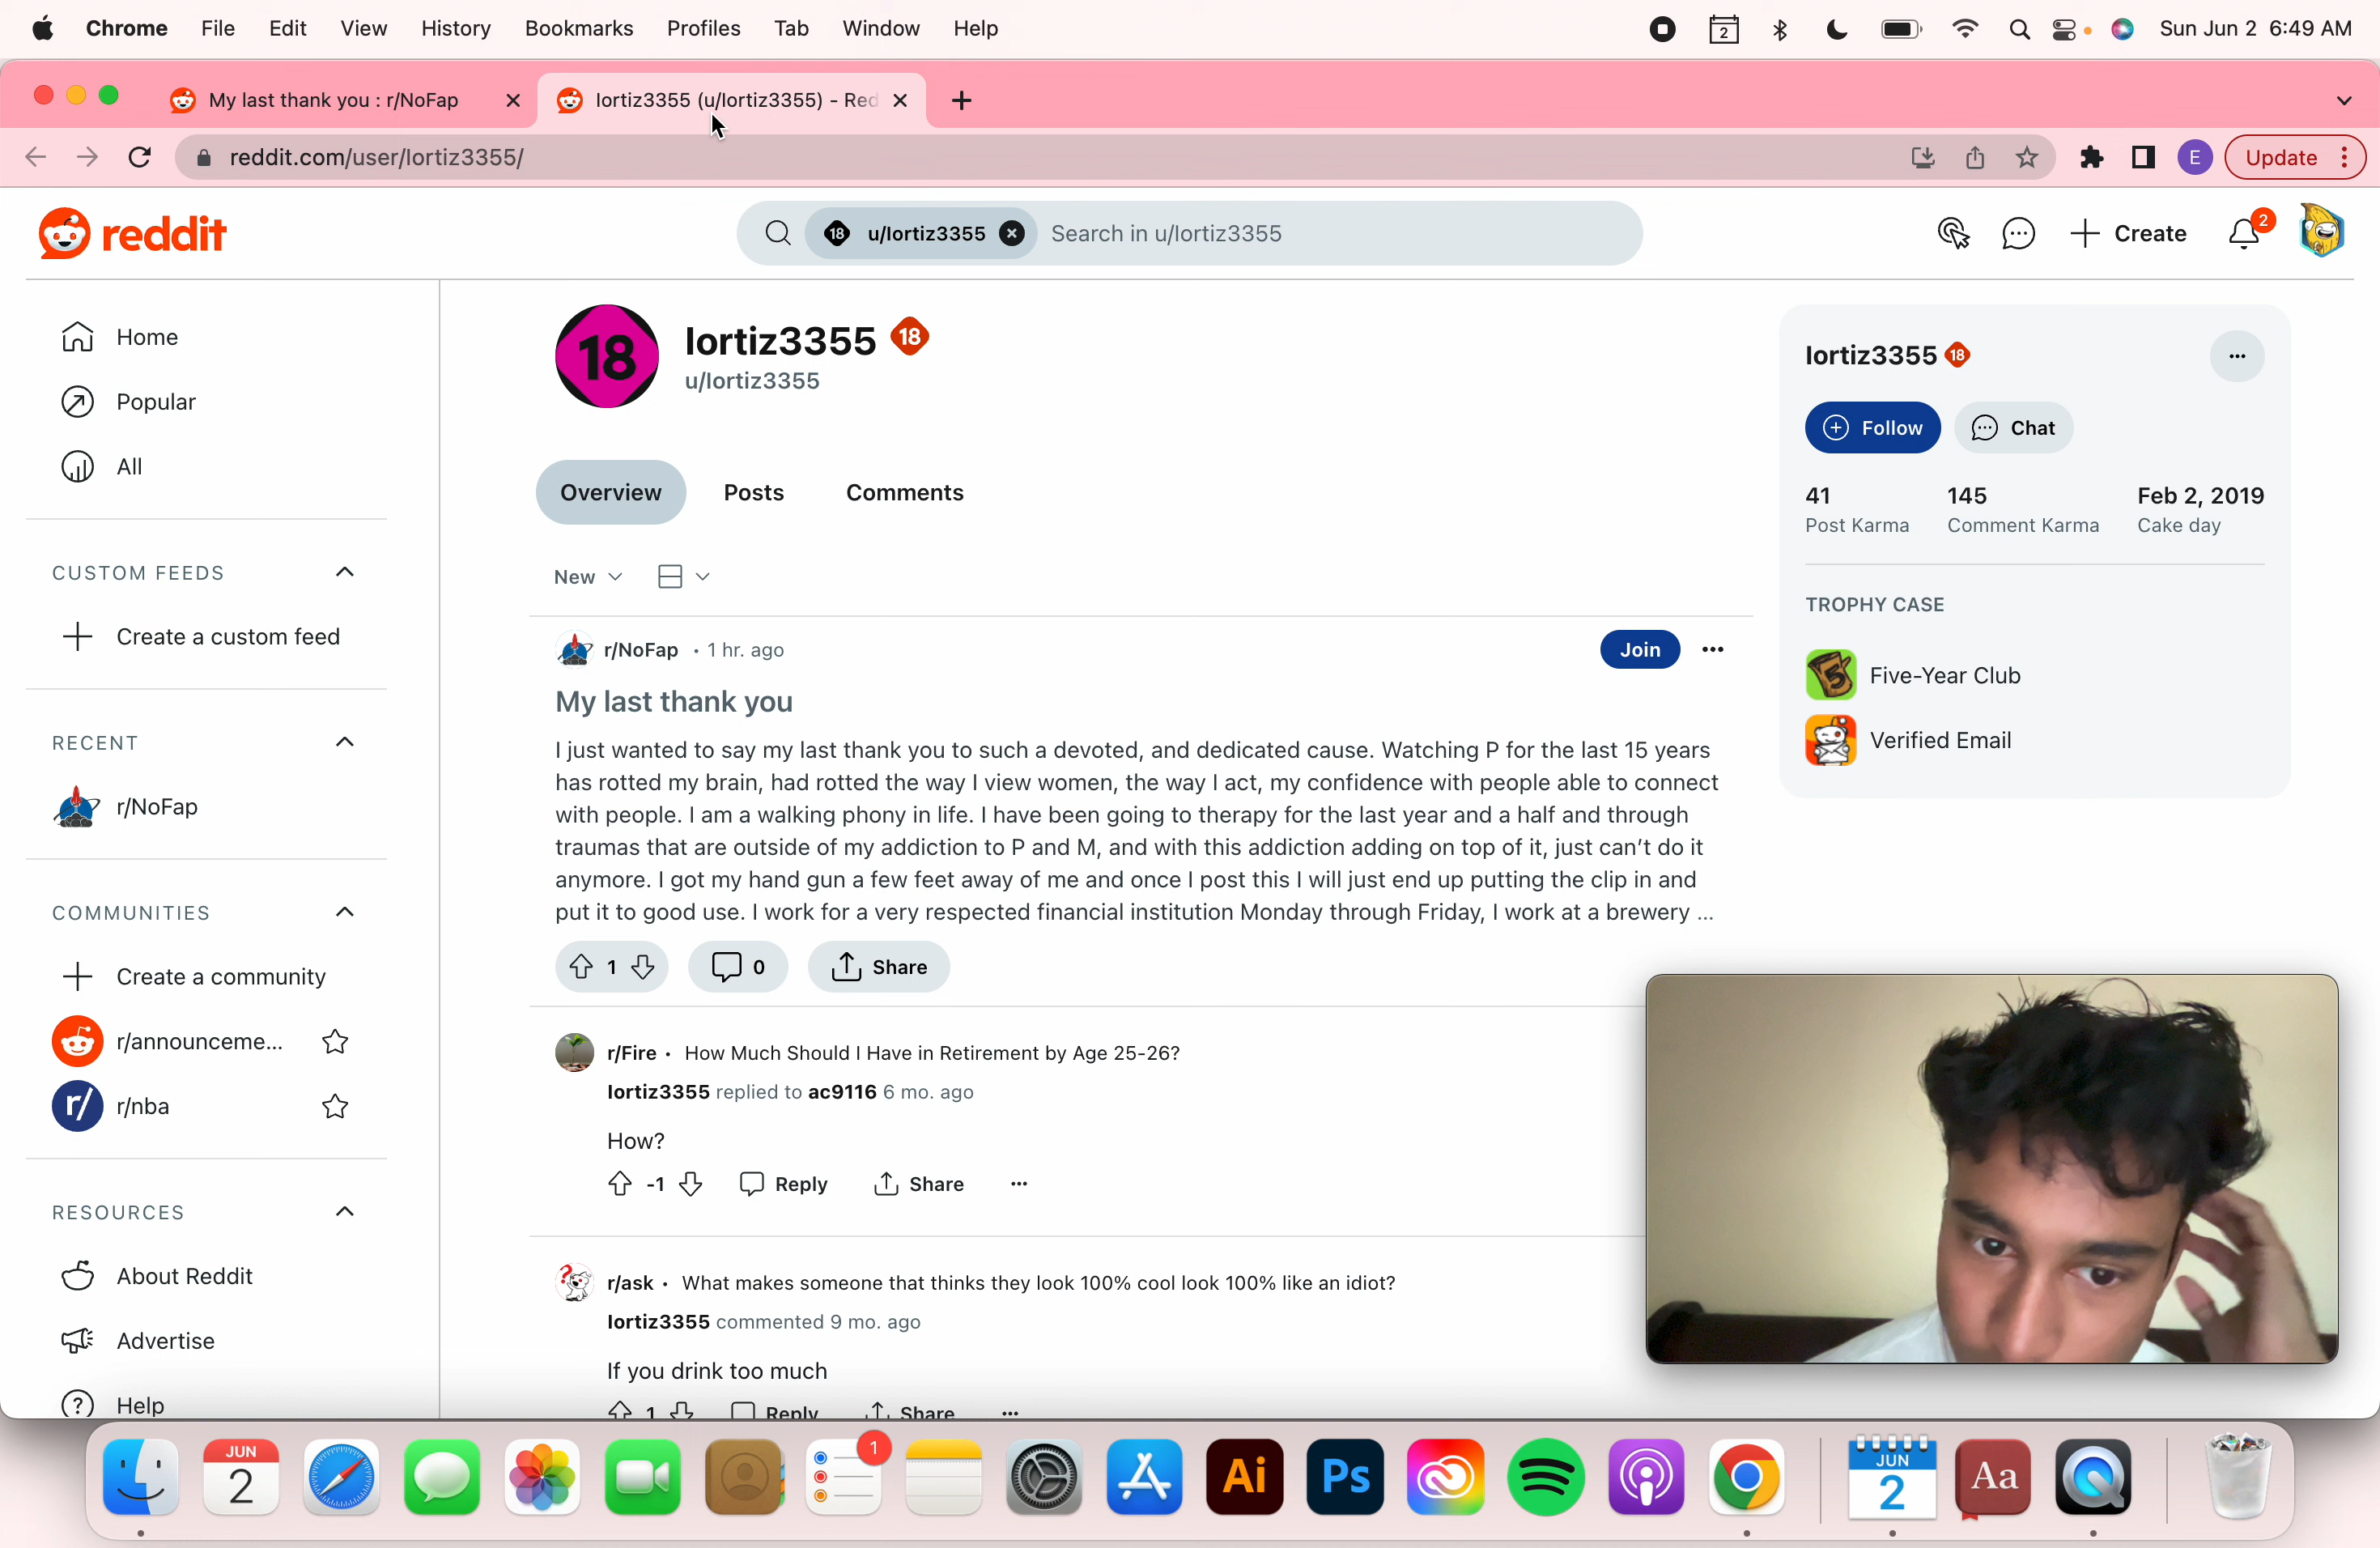 Chrome File Edit View History Bookmarks Profiles Tab Window Help 2 Sun Jun 2 6:49 AM
My last thank you : r/NoFap lortiz3355 (u/lortiz3355) - Red
reddit.com/user/lortiz3355/ E Update
reddit 18 u/lortiz3355 Search in u/lortiz3355 Create 2
Home
Popular
All
CUSTOM FEEDS
Create a custom feed
RECENT
r/NoFap
COMMUNITIES
Create a community
r/announceme...
r/ r/nba
RESOURCES
About Reddit
Advertise
Help
18 lortiz3355 18
u/lortiz3355
Overview Posts Comments
New
r/NoFap • 1 hr. ago Join
My last thank you
I just wanted to say my last thank you to such a devoted, and dedicated cause. Watching P for the last 15 years
has rotted my brain, had rotted the way I view women, the way I act, my confidence with people able to connect
with people. I am a walking phony in life. I have been going to therapy for the last year and a half and through
traumas that are outside of my addiction to P and M, and with this addiction adding on top of it, just can't do it
anymore. I got my hand gun a few feet away of me and once I post this I will just end up putting the clip in and
put it to good use. I work for a very respected financial institution Monday through Friday, I work at a brewery ...
1 0 Share
r/Fire • How Much Should I Have in Retirement by Age 25-26?
lortiz3355 replied to ac9116 6 mo. ago
How?
-1 Reply Share
r/ask • What makes someone that thinks they look 100% cool look 100% like an idiot?
lortiz3355 commented 9 mo. ago
If you drink too much
1 Reply Share
lortiz3355 18
Follow Chat
41 145 Feb 2, 2019
Post Karma Comment Karma Cake day
TROPHY CASE
5 Five-Year Club
Verified Email
JUN 2 1 Ai Ps JUN 2 Aa